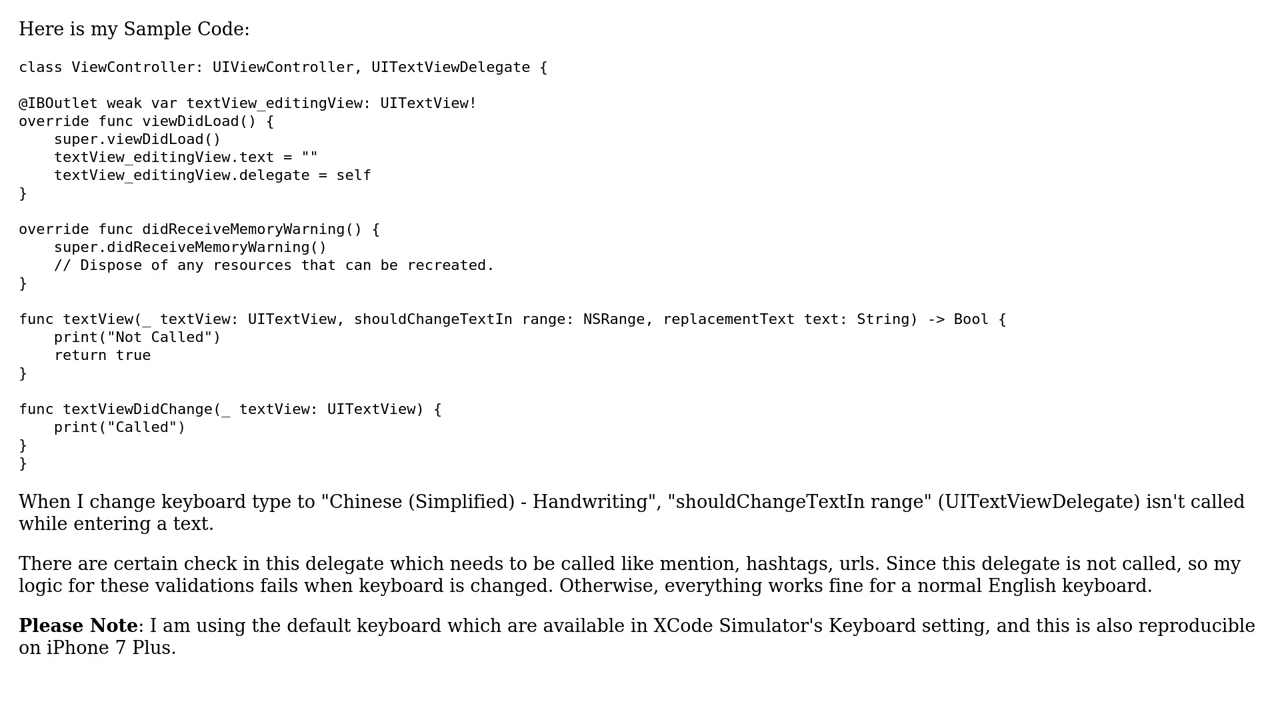 Here is my Sample Code:
class ViewController: UIViewController, UITextViewDelegate {
@IBOutlet weak var textView_editingView: UITextView!
override func viewDidLoad() {
    super.viewDidLoad()
    textView_editingView.text = ""
    textView_editingView.delegate = self
}
override func didReceiveMemoryWarning() {
    super.didReceiveMemoryWarning()
    // Dispose of any resources that can be recreated.
}
func textView(_ textView: UITextView, shouldChangeTextIn range: NSRange, replacementText text: String) -> Bool {
    print("Not Called")
    return true
}
func textViewDidChange(_ textView: UITextView) {
    print("Called")
}
}
When I change keyboard type to "Chinese (Simplified) - Handwriting", "shouldChangeTextIn range" (UITextViewDelegate) isn't called
while entering a text.
There are certain check in this delegate which needs to be called like mention, hashtags, urls. Since this delegate is not called, so my
logic for these validations fails when keyboard is changed. Otherwise, everything works fine for a normal English keyboard.
Please Note: I am using the default keyboard which are available in XCode Simulator's Keyboard setting, and this is also reproducible
on iPhone 7 Plus.